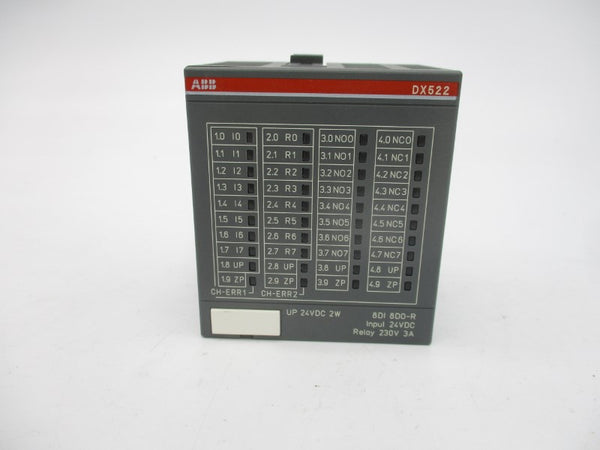 ABB DX522
1.0 I0 2.0 R0 3.0 NO0 4.0 NC0
1.1 I1 2.1 R1 3.1 NO1 4.1 NC1
1.2 I2 2.2 R2 3.2 NO2 4.2 NC2
1.3 I3 2.3 R3 3.3 NO3 4.3 NC3
1.4 I4 2.4 R4 3.4 NO4 4.4 NC4
1.5 I5 2.5 R5 3.5 NO5 4.5 NC5
1.6 I6 2.6 R6 3.6 NO6 4.6 NC6
1.7 I7 2.7 R7 3.7 NO7 4.7 NC7
1.8 UP 2.8 UP 3.8 UP 4.8 UP
1.9 ZP 2.9 ZP 3.9 ZP 4.9 ZP
CH-ERR1 CH-ERR2
UP 24VDC 2W 8DI 8DO-R
Input 24VDC
Relay 230V 3A